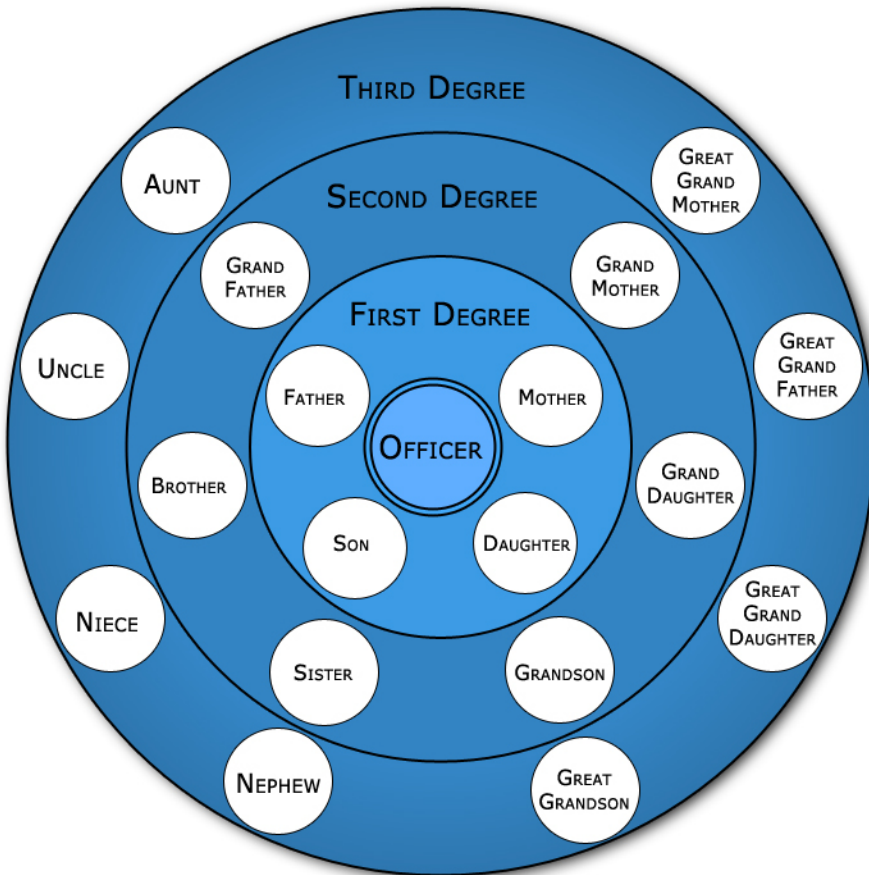 Third Degree
Aunt
Great
Grand
Mother
Second Degree
Grand
Father
Grand
Mother
First Degree
Uncle
Great
Grand
Father
Father
Mother
Officer
Brother
Grand
Daughter
Son
Daughter
Niece
Great
Grand
Daughter
Sister
Grandson
Nephew
Great
Grandson